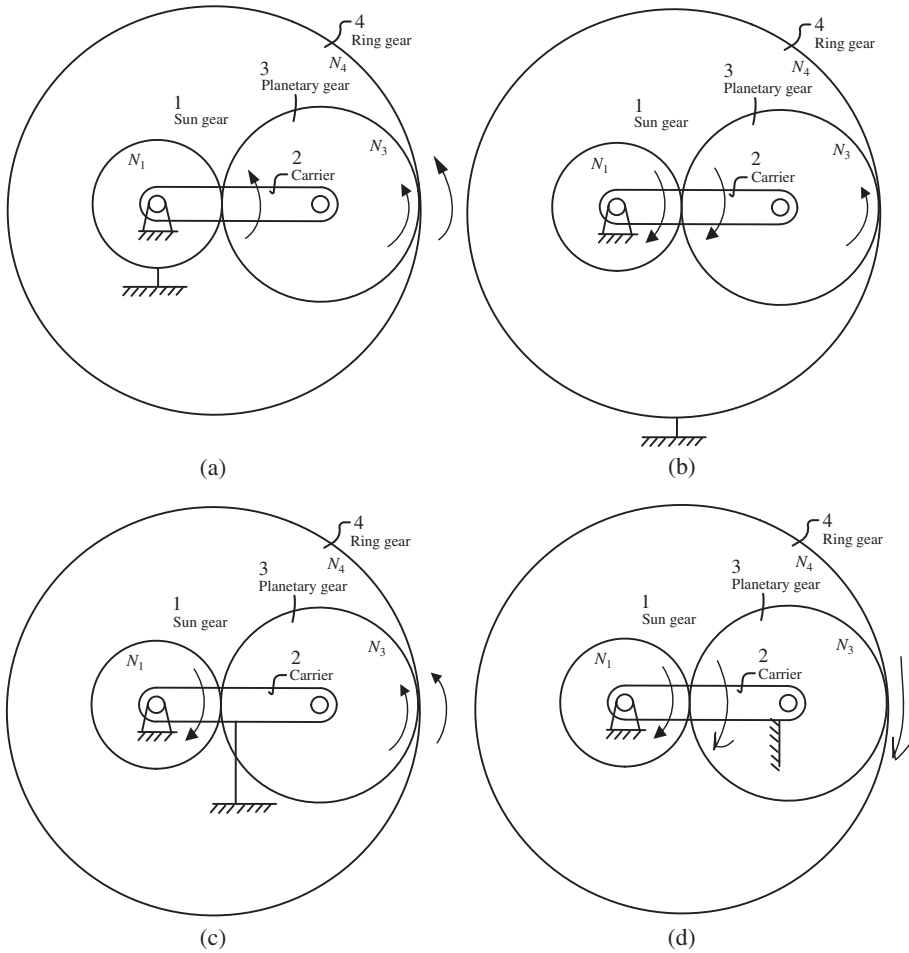 4
Ring gear
N4
3
Planetary gear
1
Sun gear
N3
N1
2
Carrier
(a)
4
Ring gear
N4
3
Planetary gear
1
Sun gear
N3
N1
2
Carrier
(b)
4
Ring gear
N4
3
Planetary gear
1
Sun gear
N3
N1
2
Carrier
(c)
4
Ring gear
N4
3
Planetary gear
1
Sun gear
N3
N1
2
Carrier
(d)